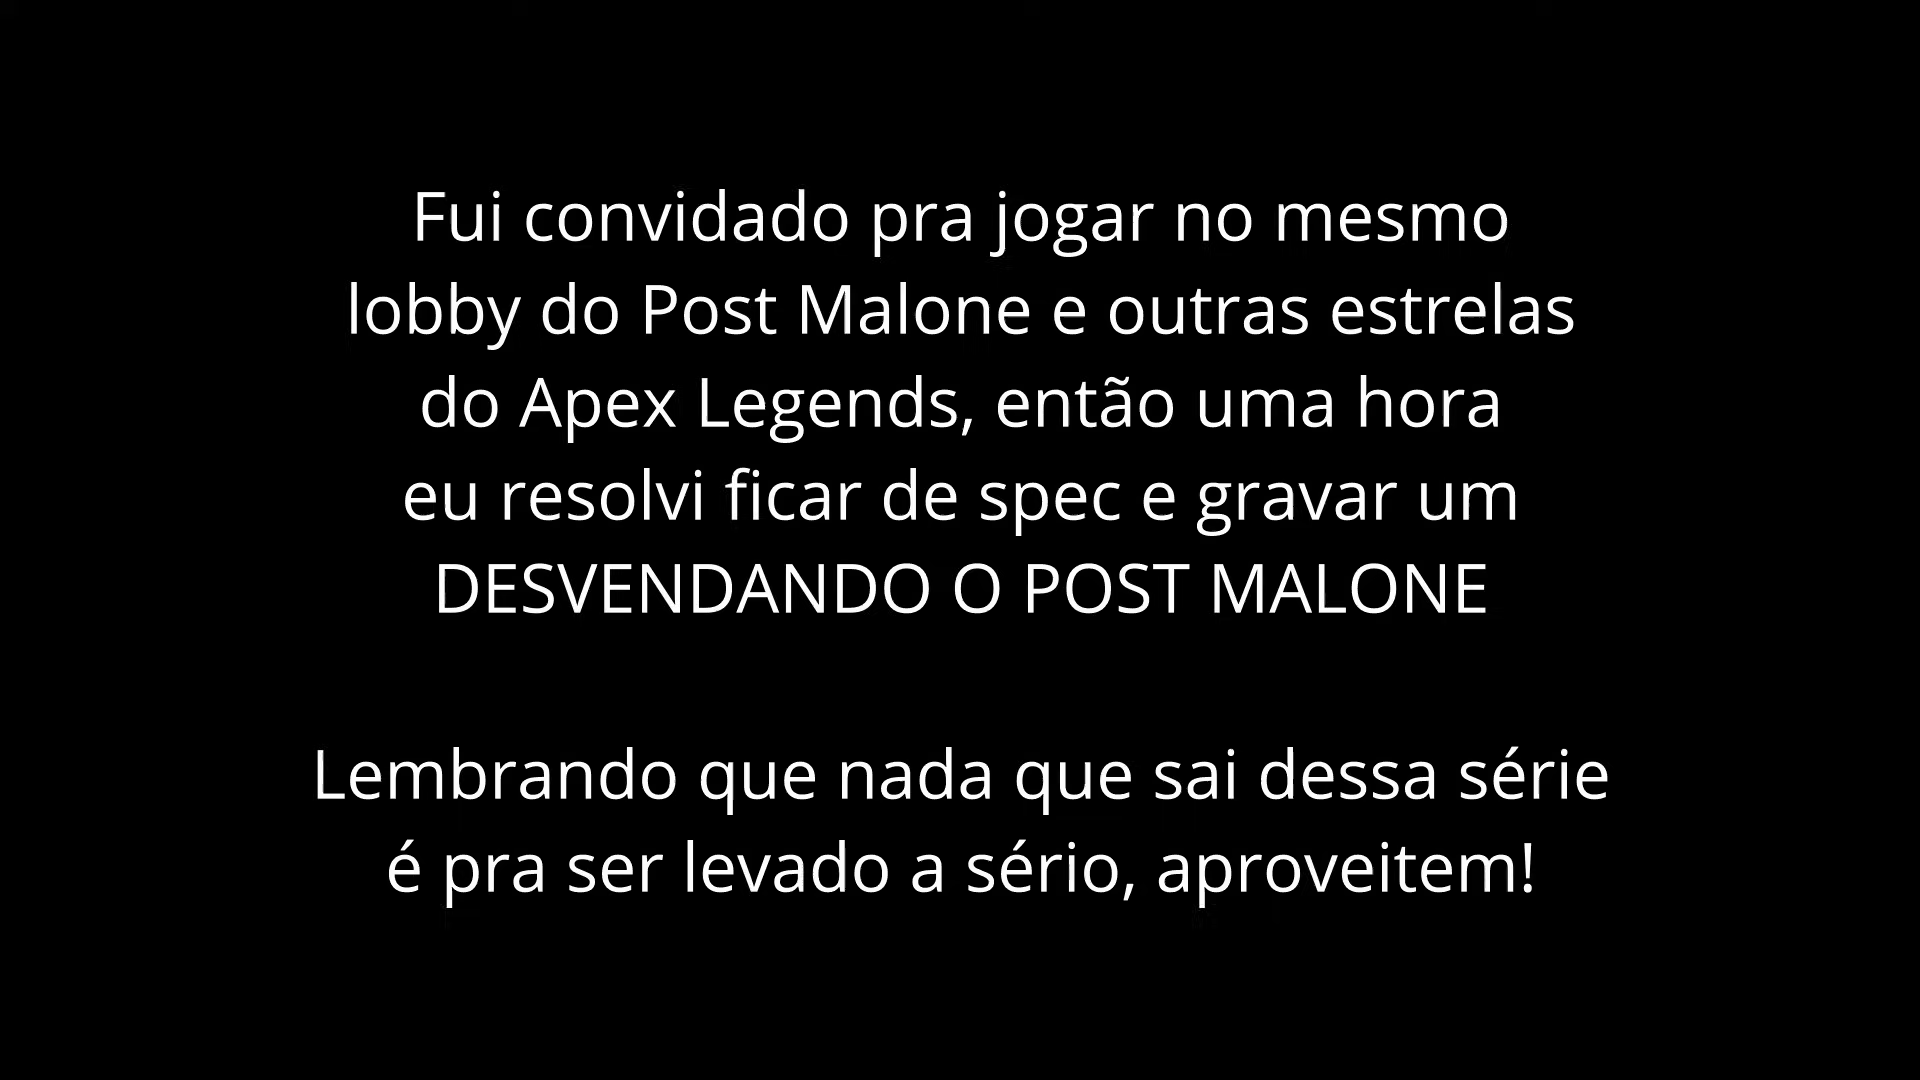 Fui convidado pra jogar no mesmo
lobby do Post Malone e outras estrelas
do Apex Legends, então uma hora
eu resolvi ficar de spec e gravar um
DESVENDANDO O POST MALONE
Lembrando que nada que sai dessa série
é pra ser levado a sério, aproveitem!